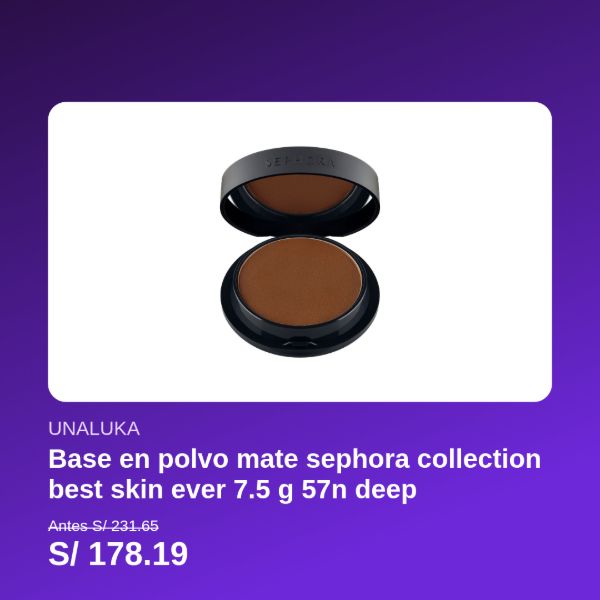 SEPHORA
UNALUKA
Base en polvo mate sephora collection
best skin ever 7.5 g 57n deep
Antes S/ 231.65
S/ 178.19